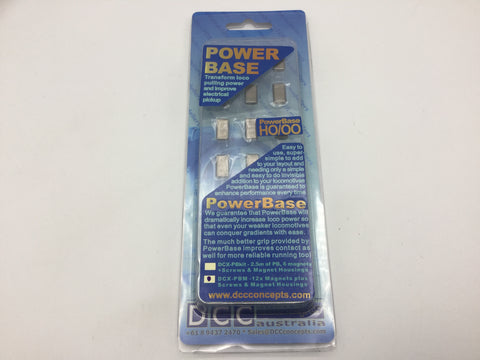 POWER
BASE
Transform loco
pulling power
and improve
electrical
pickup
PowerBase
HO/OO
Easy to
use, super-
simple to add
to your layout and
needing only a simple
and easy to do invisible
addition to your locomotives
PowerBase is guaranteed to
enhance performance every time
PowerBase
We guarantee that PowerBase will
dramatically increase loco power so
that even your weaker locomotives
can conquer gradients with ease.
The much better grip provided by
PowerBase improves contact as
well for more reliable running too!
DCX-PBkit - 2.5m of PB, 6 magnets
+Screws & Magnet Housings
DCX-PBM -12x Magnets plus
+Screws & Magnet Housings
www.dccconcepts.com
DCC
australia
+61 8 9437 2470 * Sales@DCCconcepts.com